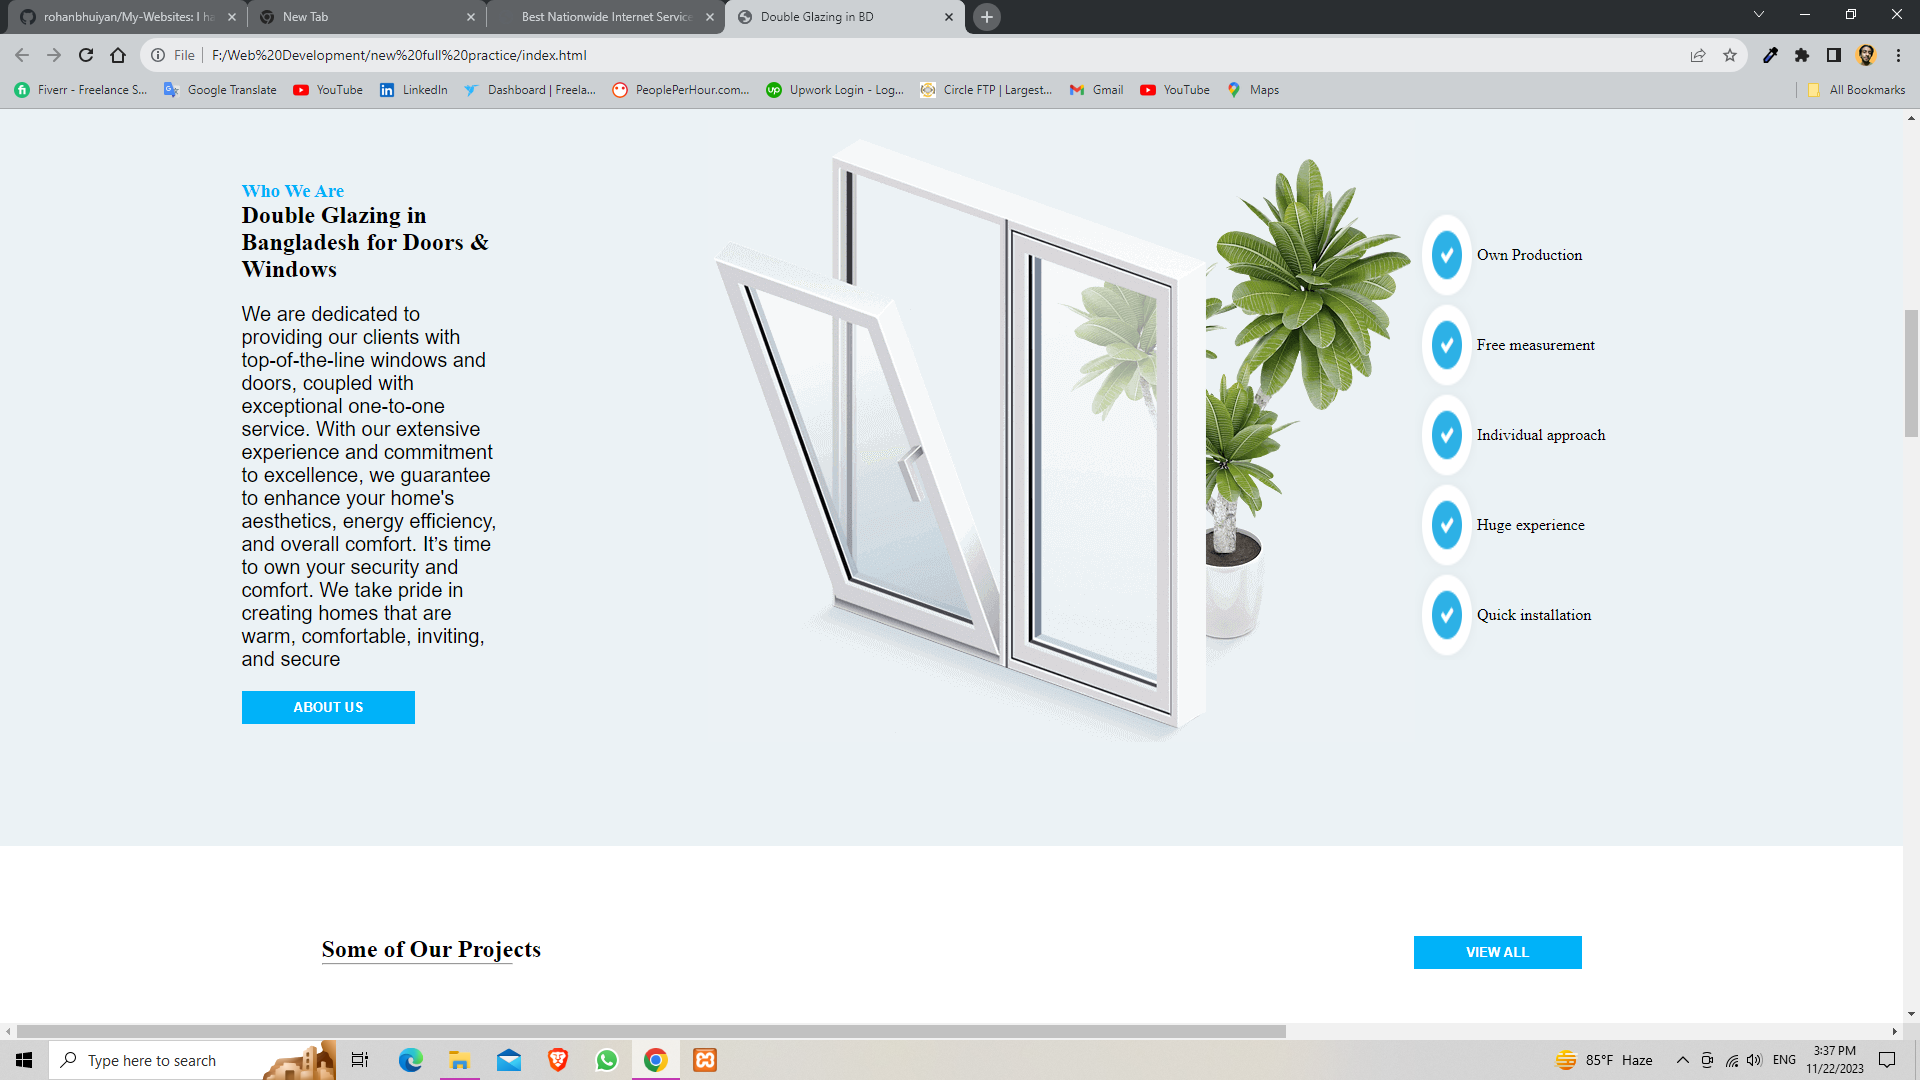 rohanbhuiyan/My-Websites: I ha
New Tab
Best Nationwide Internet Service
Double Glazing in BD
File
F:/Web%20Development/new%20full%20practice/index.html
Fiverr - Freelance S...
Google Translate
YouTube
LinkedIn
Dashboard | Freela...
PeoplePerHour.com...
Upwork Login - Log...
Circle FTP | Largest...
Gmail
YouTube
Maps
All Bookmarks
Who We Are
Double Glazing in
Bangladesh for Doors &
Windows
We are dedicated to
providing our clients with
top-of-the-line windows and
doors, coupled with
exceptional one-to-one
service. With our extensive
experience and commitment
to excellence, we guarantee
to enhance your home's
aesthetics, energy efficiency,
and overall comfort. It’s time
to own your security and
comfort. We take pride in
creating homes that are
warm, comfortable, inviting,
and secure
ABOUT US
Own Production
Free measurement
Individual approach
Huge experience
Quick installation
Some of Our Projects
VIEW ALL
Type here to search
85°F Haze
ENG
3:37 PM
11/22/2023